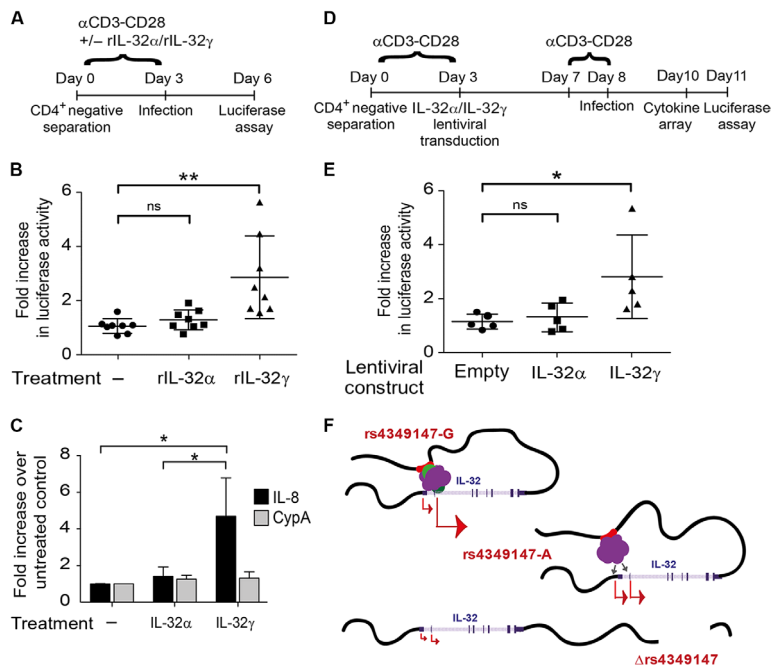 A
αCD3-CD28
+/– rIL-32α/rIL-32γ
Day 0 Day 3 Day 6
CD4+ negative separation
Infection
Luciferase assay
D
αCD3-CD28 αCD3-CD28
Day 0 Day 3 Day 7 Day 8 Day10 Day11
CD4+ negative separation
IL-32α/IL-32γ lentiviral transduction
Infection
Cytokine array
Luciferase assay
B
Fold increase in luciferase activity
6
4
2
0
**
ns
Treatment – rIL-32α rIL-32γ
E
Fold increase in luciferase activity
6
4
2
0
*
ns
Lentiviral construct
Empty IL-32α IL-32γ
C
Fold increase over untreated control
8
6
4
2
0
*
*
IL-8
CypA
Treatment – IL-32α IL-32γ
F
rs4349147-G
IL-32
rs4349147-A
IL-32
IL-32
Δrs4349147